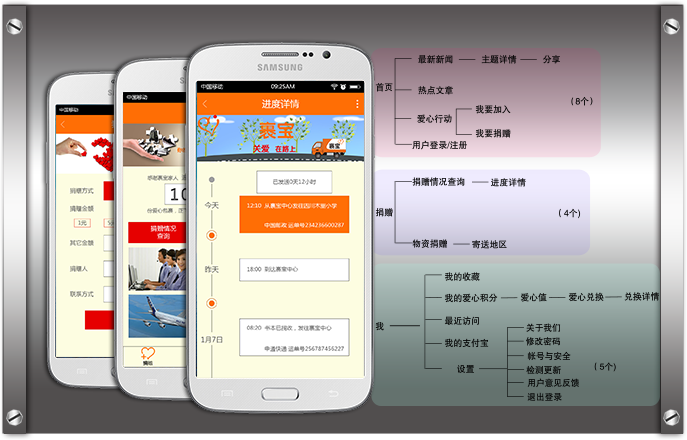 SAMSUNG
中国移动
09:25AM
进度详情
裹宝
关爱 在路上
裹宝
已发送0天12小时
今天
12:10 从裹宝中心发往四川木里小学
中国邮政 运单号234236600287
昨天
18:00 到达裹宝中心
1月7日
08:20 书本已揽收，发往裹宝中心
申通快递 运单号256787456227
中国移动
捐赠情况
查询
捐赠
中国移动
捐赠方式
捐赠金额
1元
其它金额
捐赠人
联系方式
首页
最新新闻
主题详情
分享
热点文章
爱心行动
我要加入
我要捐赠
用户登录/注册
（8个）
捐赠
捐赠情况查询
进度详情
物资捐赠
寄送地区
（4个）
我
我的收藏
我的爱心积分
爱心值
爱心兑换
兑换详情
最近访问
我的支付宝
设置
关于我们
修改密码
帐号与安全
检测更新
用户意见反馈
退出登录
（5个）